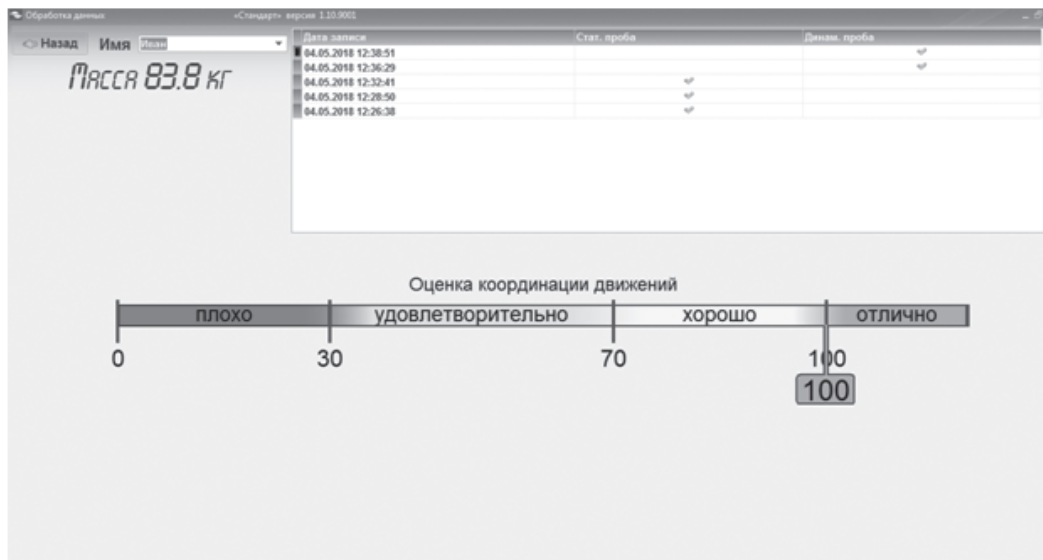 Обработка данных «Стандарт» версия 1.10.9001
Назад Имя Иван
Масса 83.8 кг
Дата записи Стат. проба Динам. проба
04.05.2018 12:38:51
04.05.2018 12:36:29
04.05.2018 12:32:41
04.05.2018 12:28:50
04.05.2018 12:26:38
Оценка координации движений
плохо удовлетворительно хорошо отлично
0 30 70 100
100